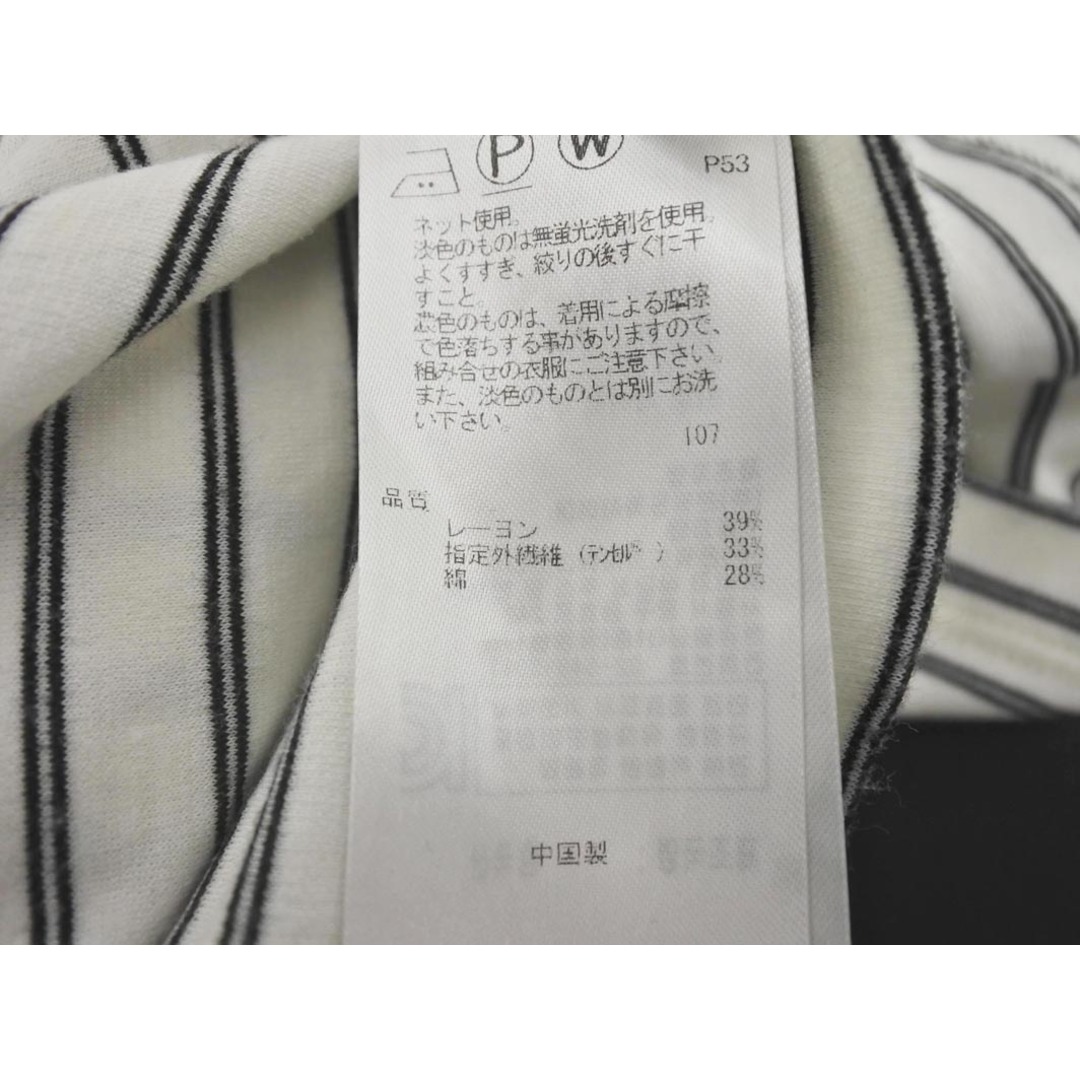 P W
P53
ネット使用。
淡色のものは無蛍光洗剤を使用。
よくすすぎ、絞りの後すぐに干
すこと。
濃色のものは、着用による摩擦
で色落ちする事がありますので、
組み合せの衣服にご注意下さい。
また、淡色のものとは別にお洗
い下さい。
107
品質
レーヨン 39%
指定外繊維 (テンセル ) 33%
綿 28%
中国製